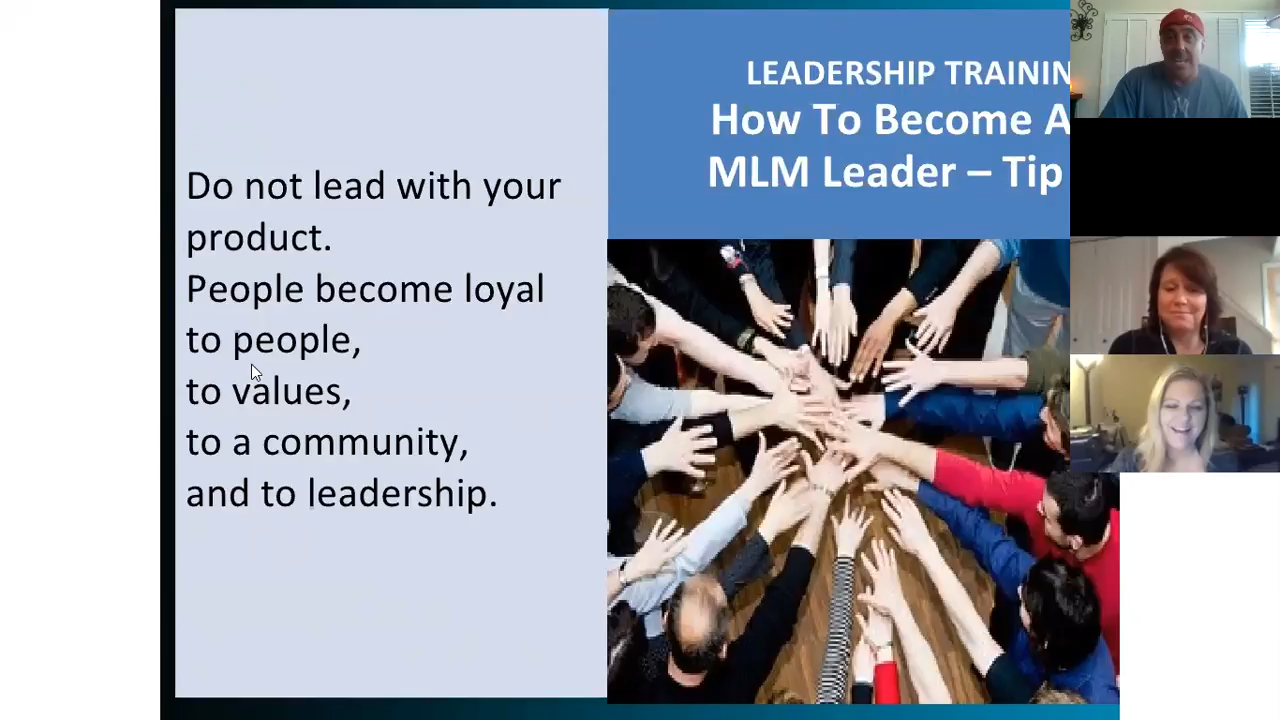 Do not lead with your
product.
People become loyal
to people,
to values,
to a community,
and to leadership.
LEADERSHIP TRAININ
How To Become A
MLM Leader – Tip